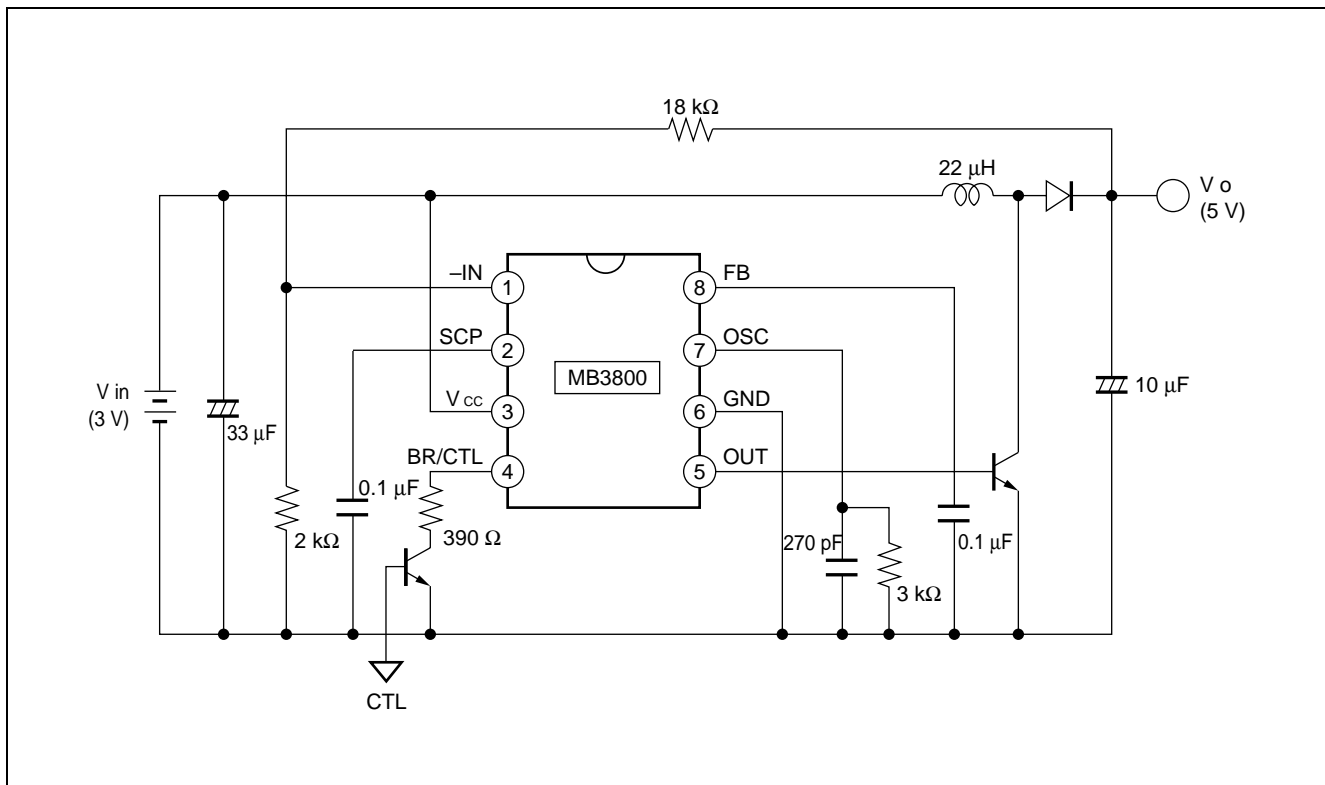 18 kΩ
22 μH
V o
(5 V)
–IN
1
8
FB
SCP
2
7
OSC
MB3800
V in
(3 V)
33 μF
VCC
3
6
GND
10 μF
BR/CTL
4
5
OUT
0.1 μF
2 kΩ
390 Ω
270 pF
3 kΩ
0.1 μF
CTL